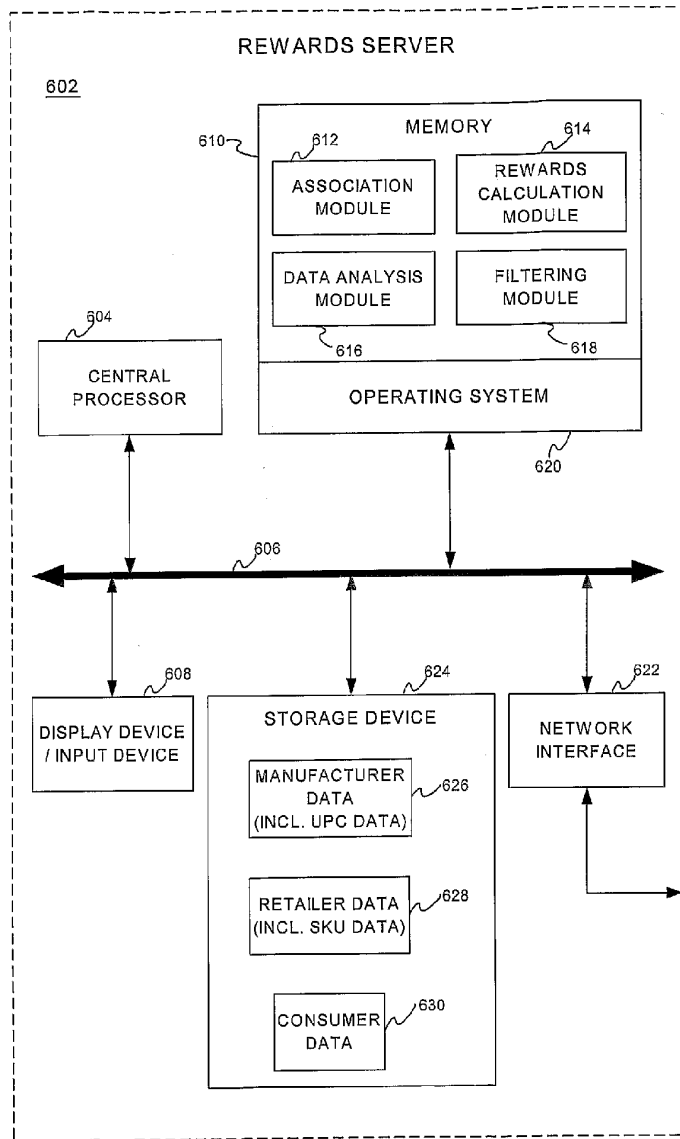 REWARDS SERVER
602
MEMORY
610
612
614
ASSOCIATION
MODULE
REWARDS
CALCULATION
MODULE
DATA ANALYSIS
MODULE
FILTERING
MODULE
616
618
604
CENTRAL
PROCESSOR
OPERATING SYSTEM
620
606
608
DISPLAY DEVICE
/ INPUT DEVICE
624
STORAGE DEVICE
MANUFACTURER
DATA
(INCL. UPC DATA)
626
RETAILER DATA
(INCL. SKU DATA)
628
CONSUMER
DATA
630
622
NETWORK
INTERFACE